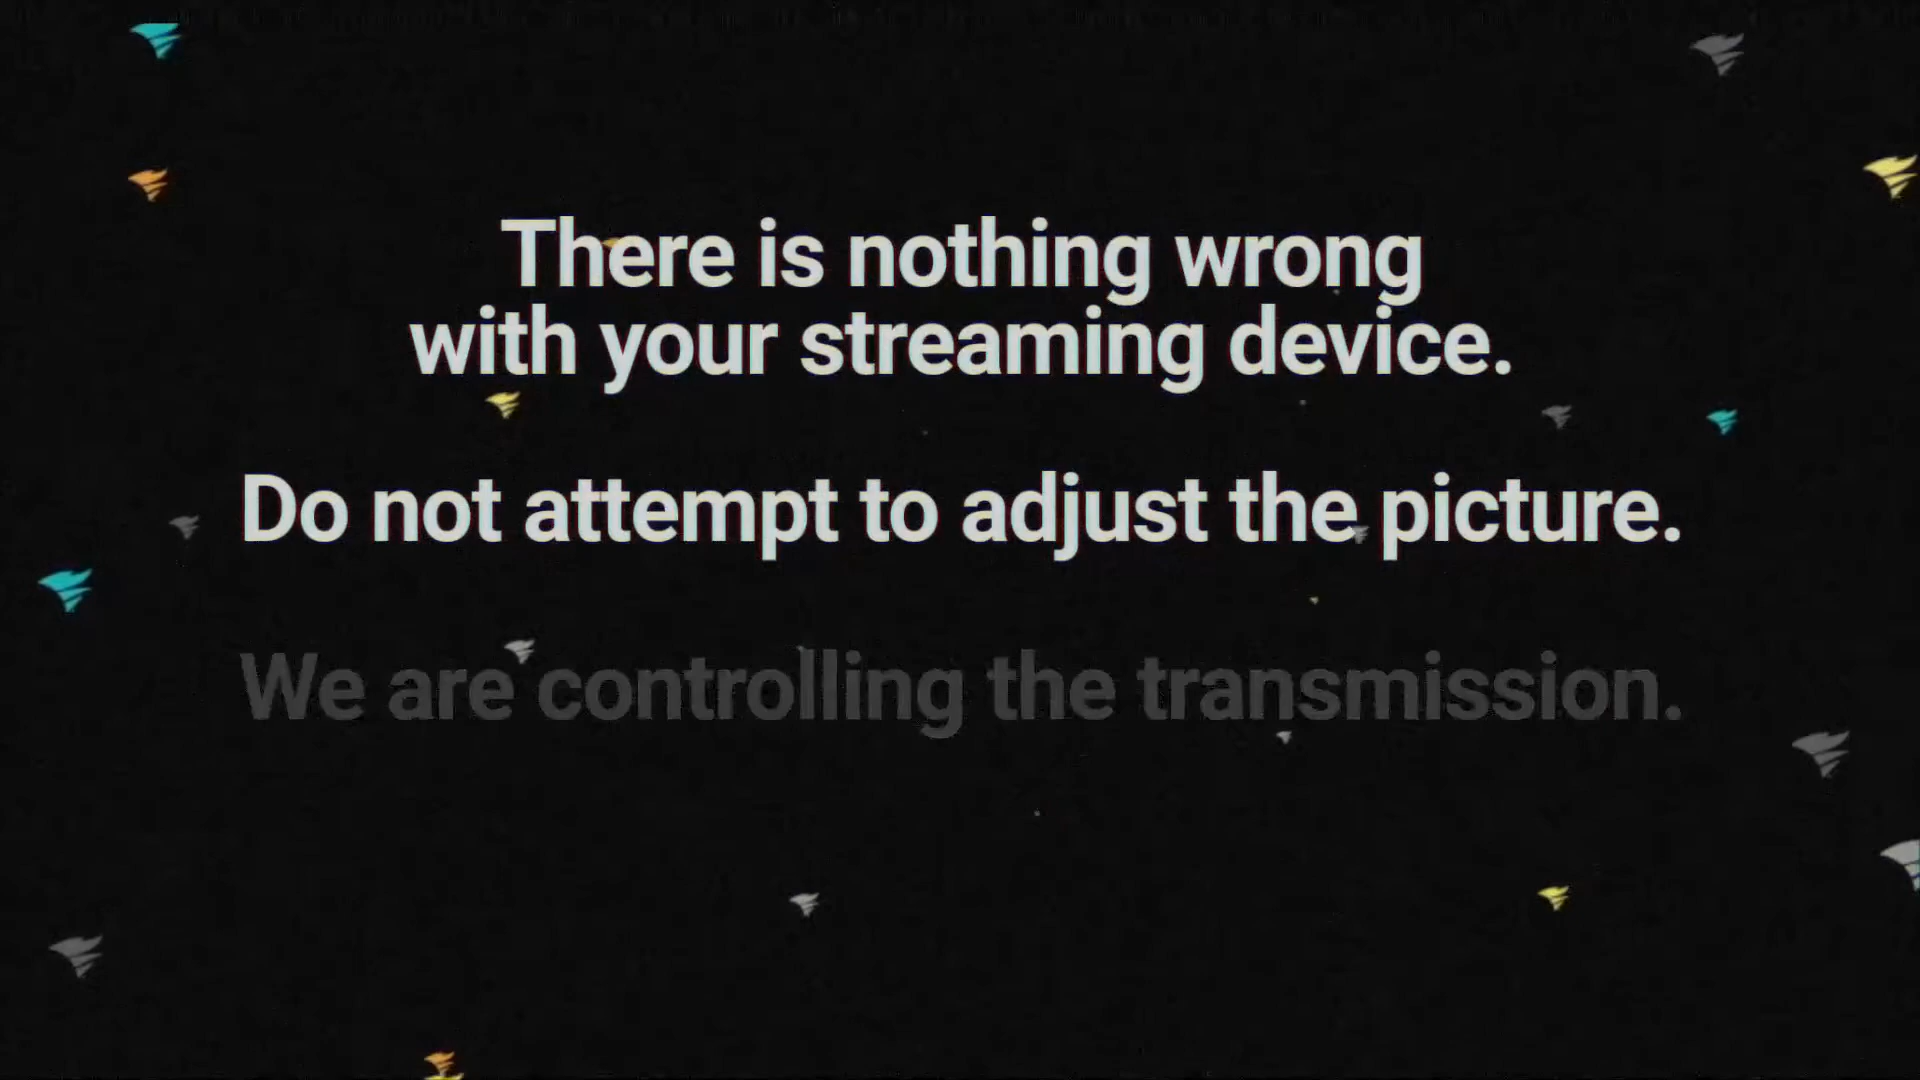 There is nothing wrong
with your streaming device.
Do not attempt to adjust the picture.
We are controlling the transmission.